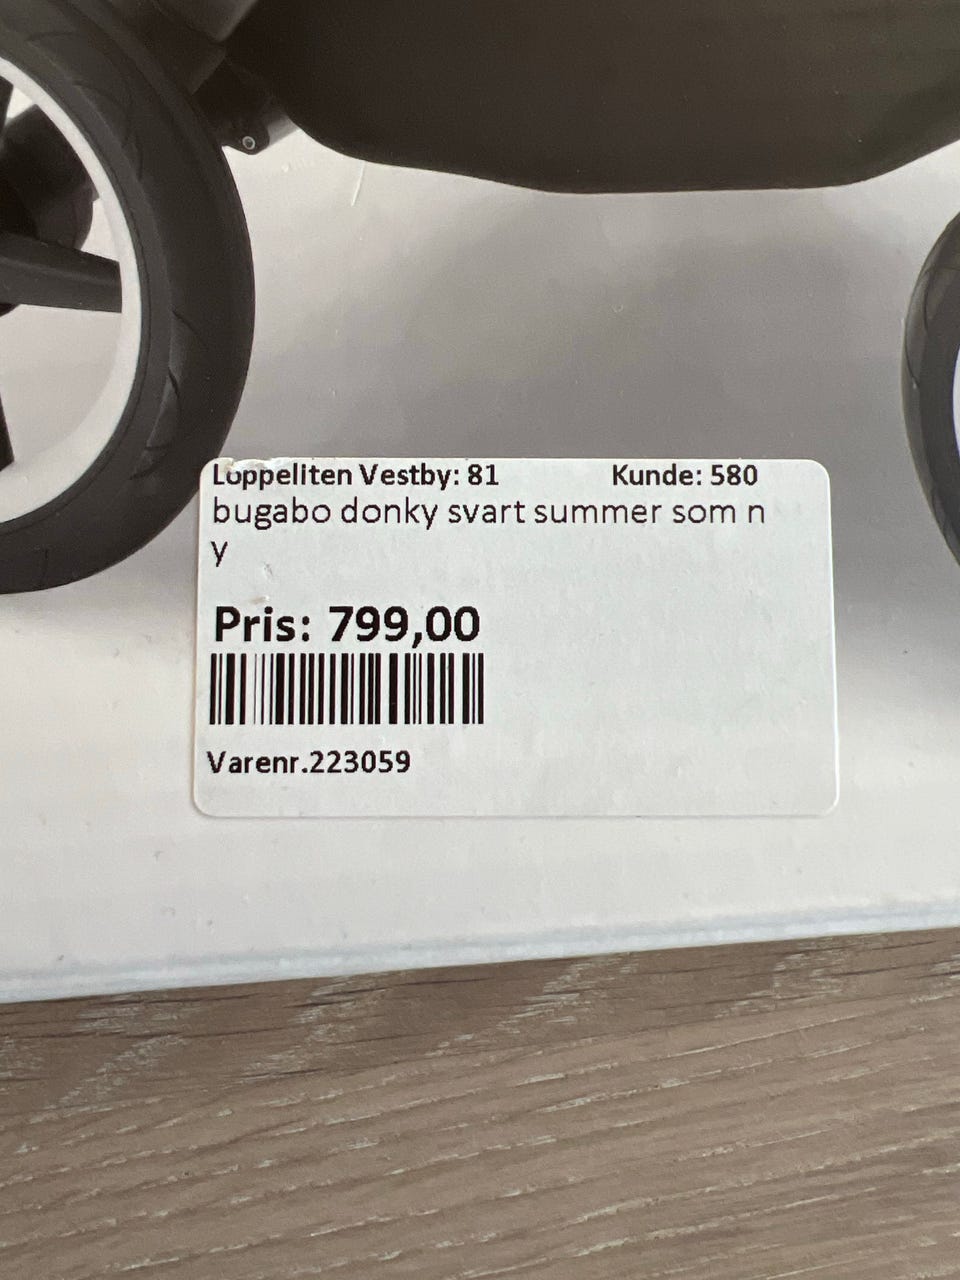 Loppeliten Vestby: 81 Kunde: 580
bugabo donky svart summer som n
y
Pris: 799,00
Varenr.223059